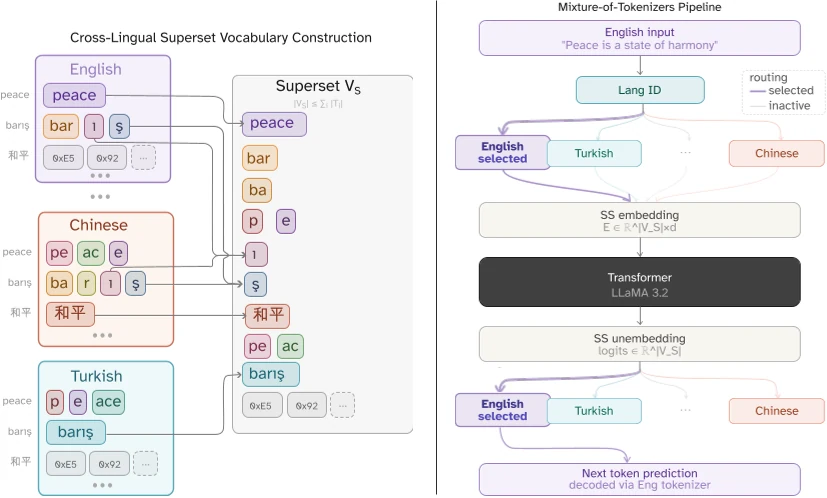 Cross-Lingual Superset Vocabulary Construction
English
peace
peace
barış
bar ı ş
和平
0xE5 0x92 ...
•••
•••
Chinese
peace
pe ac e
barış
ba r ı ş
和平
和平
•••
Turkish
peace
p e ace
barış
barış
和平
0xE5 0x92 ...
•••
Superset VS
|VS| ≤ ∑i |Ti|
peace
bar
ba
p e
ı
ş
和平
pe ac
barış
0xE5 0x92 ...
Mixture-of-Tokenizers Pipeline
English input
"Peace is a state of harmony"
Lang ID
routing
selected
inactive
English
selected
Turkish
...
Chinese
SS embedding
E ∈ ℝ^|V_S|×d
Transformer
LLaMA 3.2
SS unembedding
logits ∈ ℝ^|V_S|
English
selected
Turkish
...
Chinese
Next token prediction
decoded via Eng tokenizer